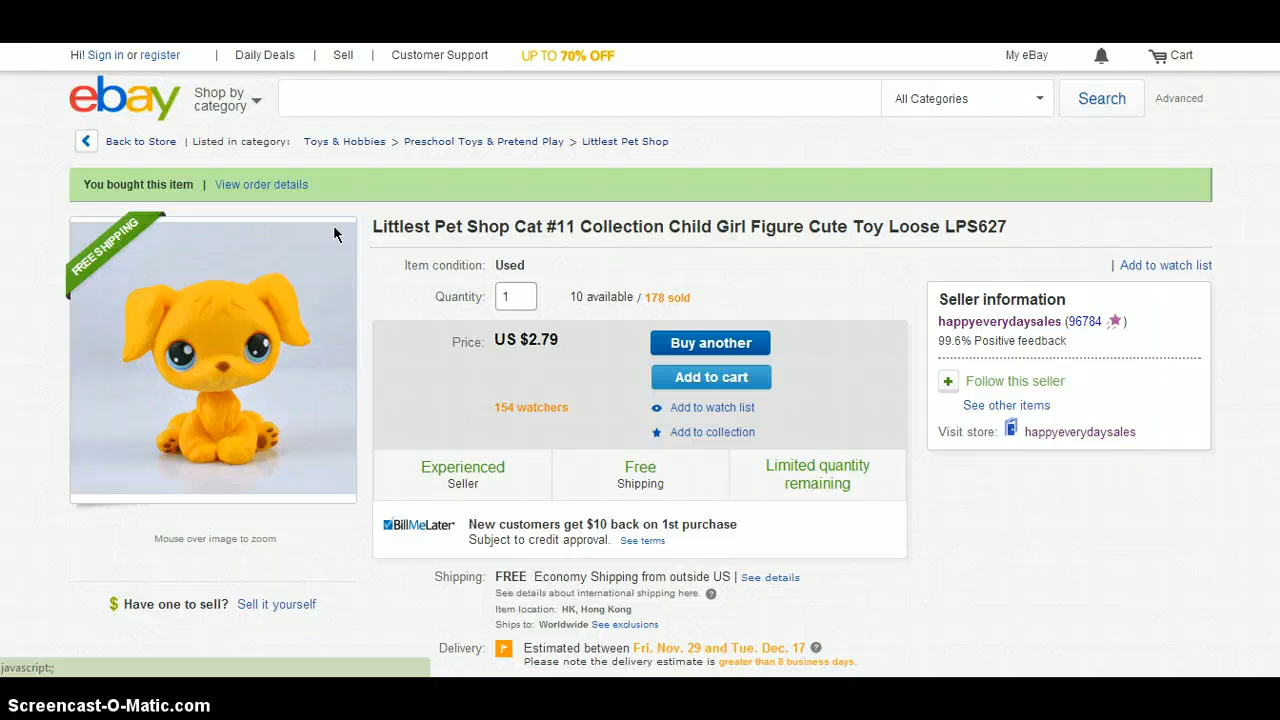 Hi! Sign in or register | Daily Deals | Sell | Customer Support UP TO 70% OFF My eBay Cart
ebay Shop by category All Categories Search Advanced
Back to Store | Listed in category: Toys & Hobbies > Preschool Toys & Pretend Play > Littlest Pet Shop
You bought this item | View order details
FREE SHIPPING
Littlest Pet Shop Cat #11 Collection Child Girl Figure Cute Toy Loose LPS627
Item condition: Used
| Add to watch list
Quantity: 1 10 available / 178 sold
Price: US $2.79
Buy another
Add to cart
154 watchers
Add to watch list
Add to collection
Experienced
Seller
Free
Shipping
Limited quantity
remaining
BillMeLater
New customers get $10 back on 1st purchase
Subject to credit approval. See terms
Seller information
happyeverydaysales (96784 )
99.6% Positive feedback
+ Follow this seller
See other items
Visit store: happyeverydaysales
Mouse over image to zoom
$ Have one to sell? Sell it yourself
Shipping: FREE Economy Shipping from outside US | See details
See details about international shipping here. ?
Item location: HK, Hong Kong
Ships to: Worldwide See exclusions
Delivery: Estimated between Fri. Nov. 29 and Tue. Dec. 17 ?
Please note the delivery estimate is greater than 8 business days.
javascript:;
Screencast-O-Matic.com